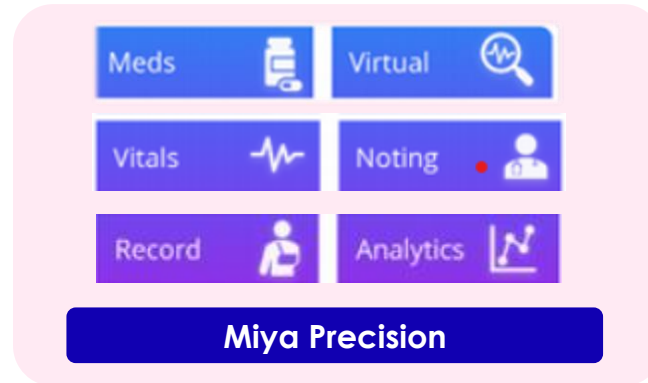 Meds Virtual
Vitals Noting
Record Analytics
Miya Precision